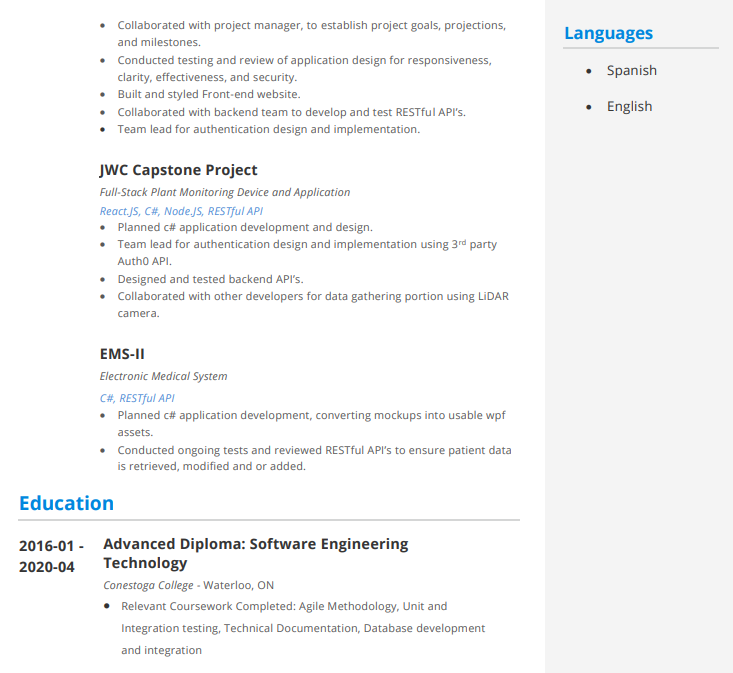 Collaborated with project manager, to establish project goals, projections,
and milestones.
Conducted testing and review of application design for responsiveness,
clarity, effectiveness, and security.
Built and styled Front-end website.
Collaborated with backend team to develop and test RESTful API's.
Team lead for authentication design and implementation.
JWC Capstone Project
Full-Stack Plant Monitoring Device and Application
React.JS, C#, Node.JS, RESTful API
Planned c# application development and design.
Team lead for authentication design and implementation using 3rd party
Auth0 API.
Designed and tested backend API's.
Collaborated with other developers for data gathering portion using LiDAR
camera.
EMS-II
Electronic Medical System
C#, RESTful API
Planned c# application development, converting mockups into usable wpf
assets.
Conducted ongoing tests and reviewed RESTful API's to ensure patient data
is retrieved, modified and or added.
Education
2016-01 -
2020-04
Advanced Diploma: Software Engineering
Technology
Conestoga College - Waterloo, ON
Relevant Coursework Completed: Agile Methodology, Unit and
Integration testing, Technical Documentation, Database development
and integration
Languages
Spanish
English